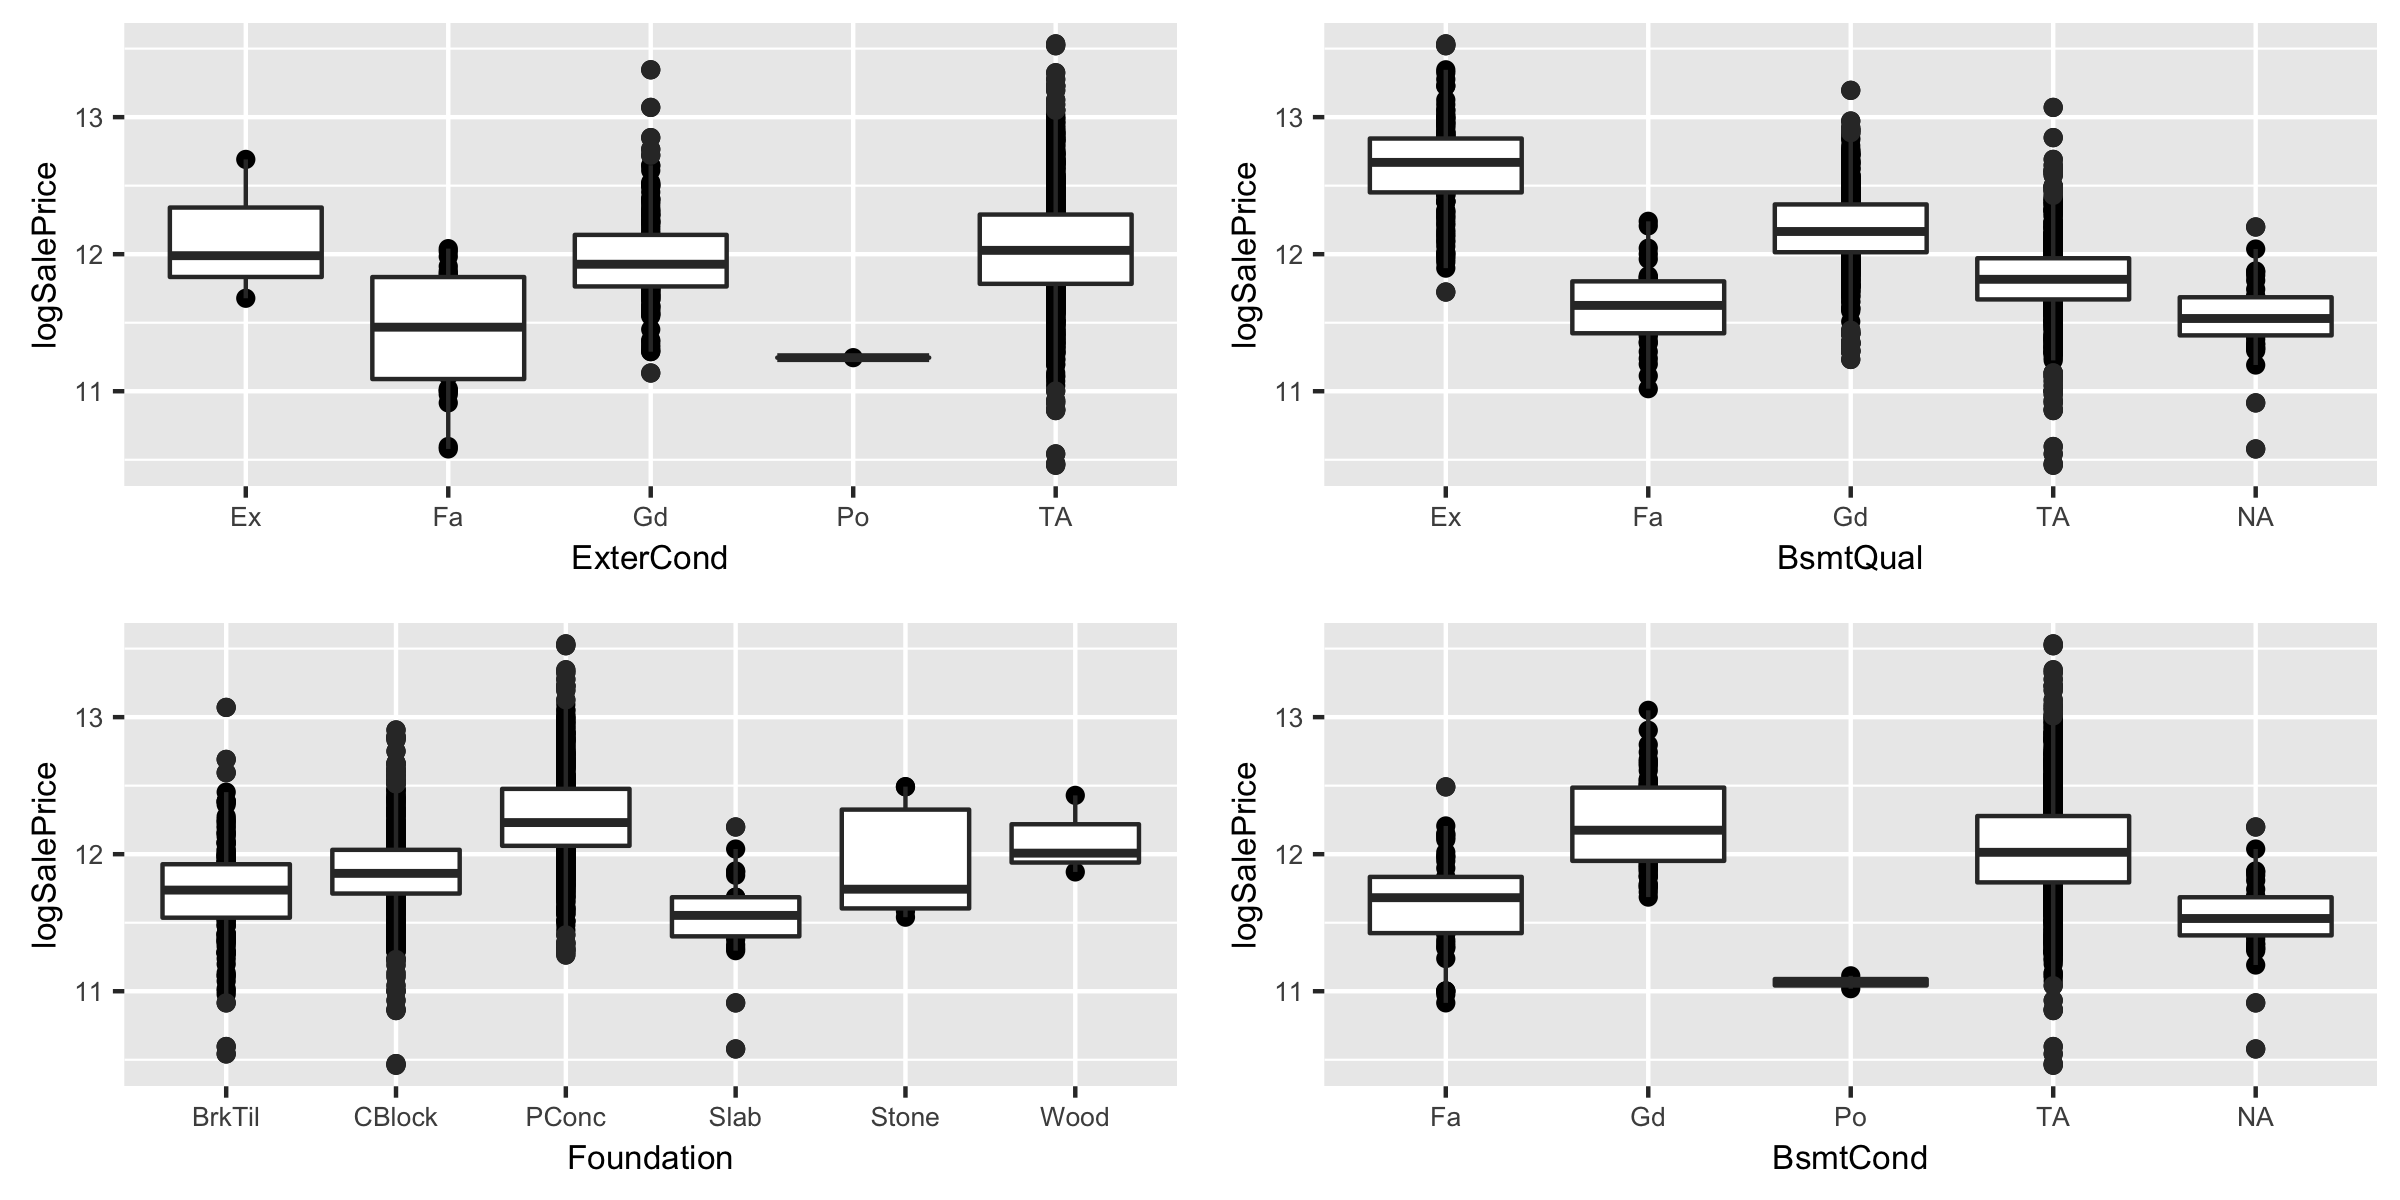 logSalePrice
13
12
11
Ex Fa Gd Po TA
ExterCond
logSalePrice
13
12
11
Ex Fa Gd TA NA
BsmtQual
logSalePrice
13
12
11
BrkTil CBlock PConc Slab Stone Wood
Foundation
logSalePrice
13
12
11
Fa Gd Po TA NA
BsmtCond